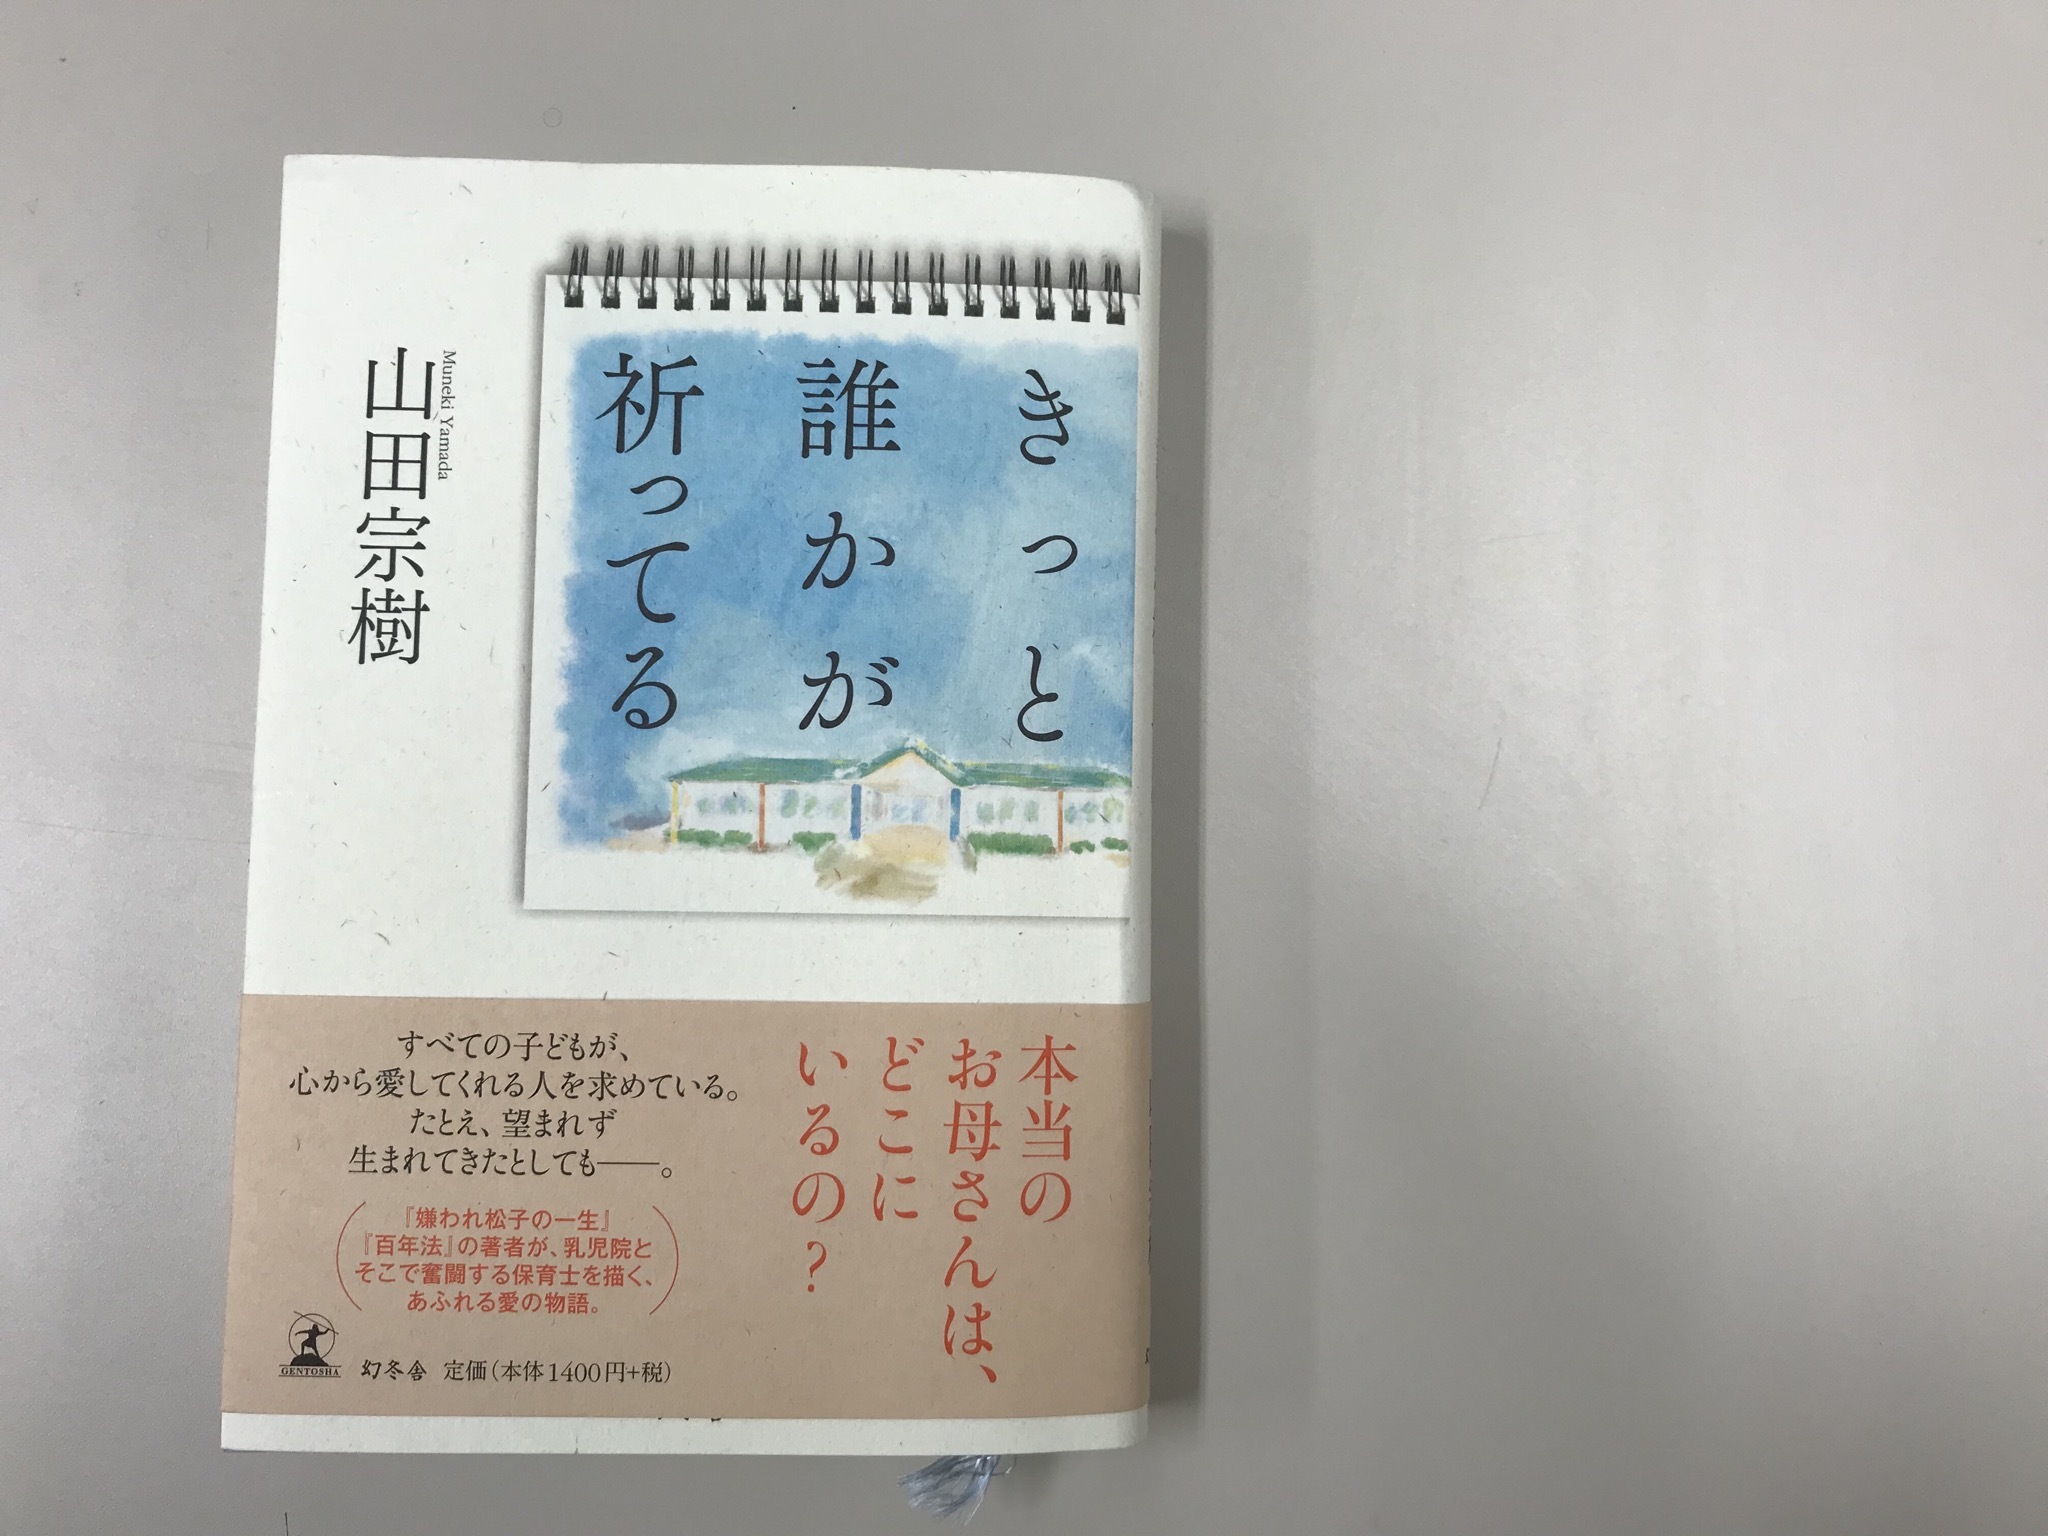 きっと
誰かが
祈ってる
Muneki Yamada
山田宗樹
本当の
お母さんは、
どこに
いるの？
すべての子どもが、
心から愛してくれる人を求めている。
たとえ、望まれず
生まれてきたとしても――。
『嫌われ松子の一生』
『百年法』の著者が、乳児院と
そこで奮闘する保育士を描く、
あふれる愛の物語。
GENTOSHA
幻冬舎 定価（本体1400円+税）